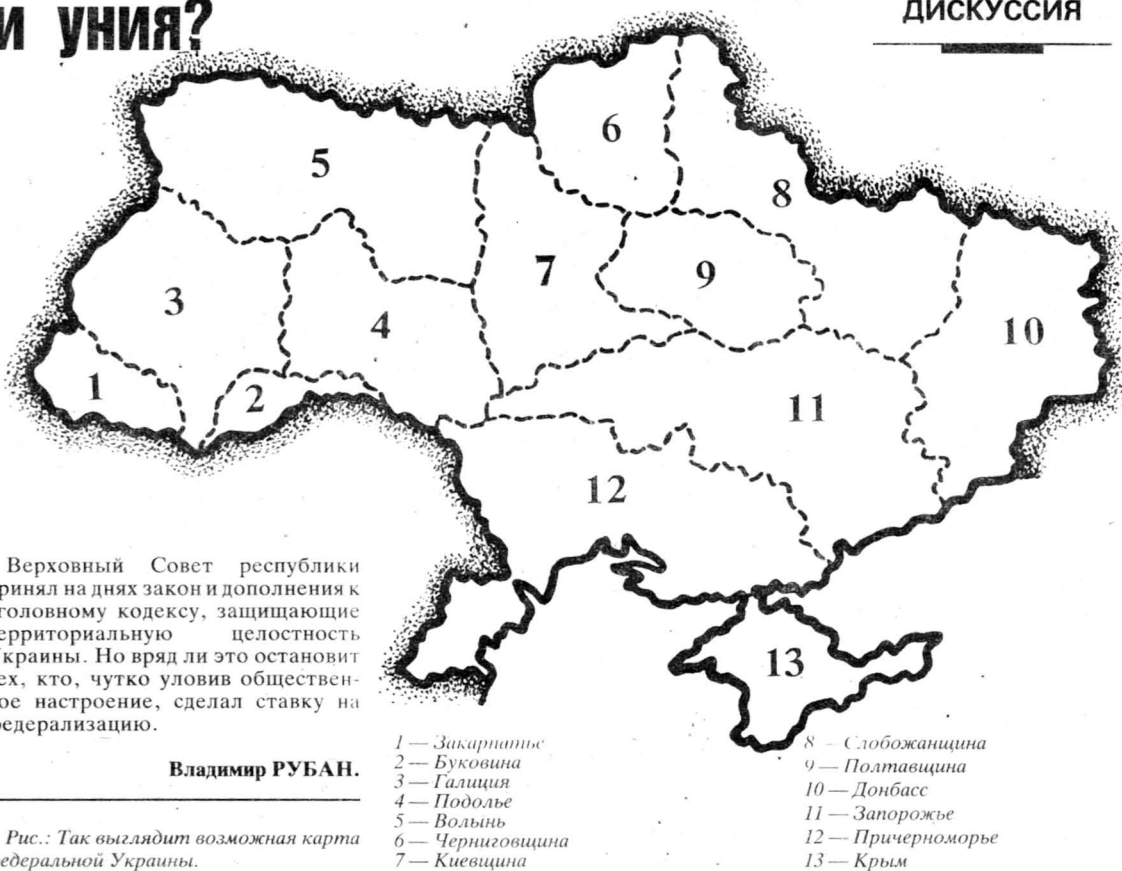 и уния?
ДИСКУССИЯ
5
6
8
3
4
7
9
10
1
2
11
12
13
Верховный Совет республики
ринял на днях закон и дополнения к
головному кодексу, защищающие
ерриториальную целостность
краины. Но вряд ли это остановит
ех, кто, чутко уловив обществен-
ое настроение, сделал ставку на
едерализацию.
Владимир РУБАН.
Рис.: Так выглядит возможная карта
едеральной Украины.
1 — Закарпатье
2 — Буковина
3 — Галиция
4 — Подолье
5 — Волынь
6 — Черниговщина
7 — Киевщина
8 — Слобожанщина
9 — Полтавщина
10 — Донбасс
11 — Запорожье
12 — Причерноморье
13 — Крым